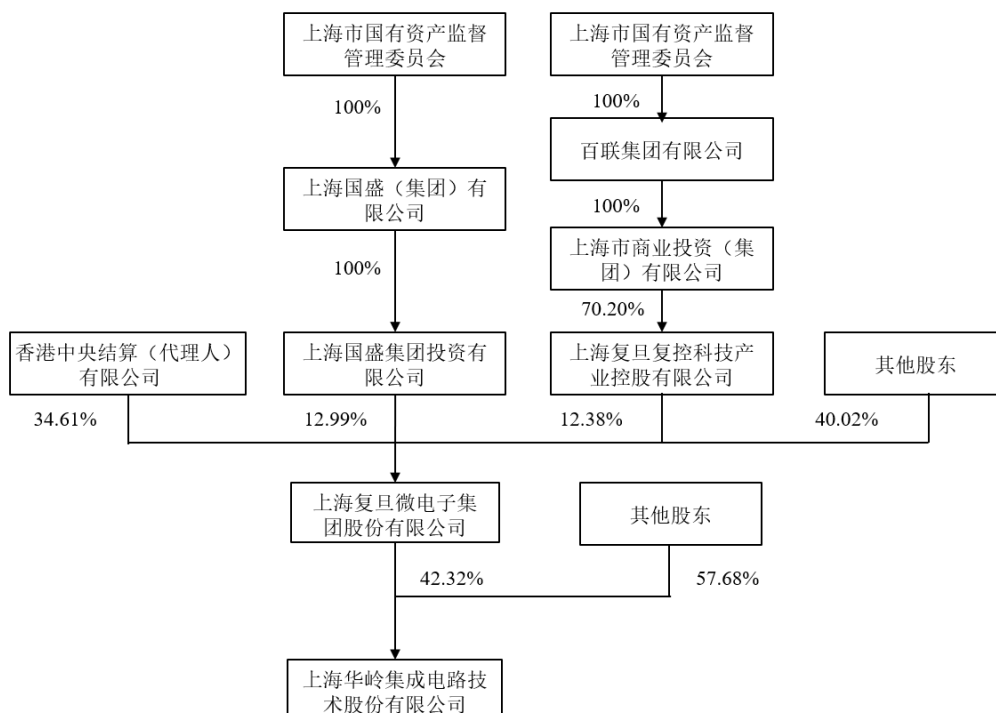 上海市国有资产监督
管理委员会
上海市国有资产监督
管理委员会
100%
100%
百联集团有限公司
上海国盛（集团）有
限公司
100%
上海市商业投资（集
团）有限公司
100%
70.20%
香港中央结算（代理人）
有限公司
上海国盛集团投资有
限公司
上海复旦复控科技产
业控股有限公司
其他股东
34.61%
12.99%
12.38%
40.02%
上海复旦微电子集
团股份有限公司
其他股东
42.32%
57.68%
上海华岭集成电路技
术股份有限公司